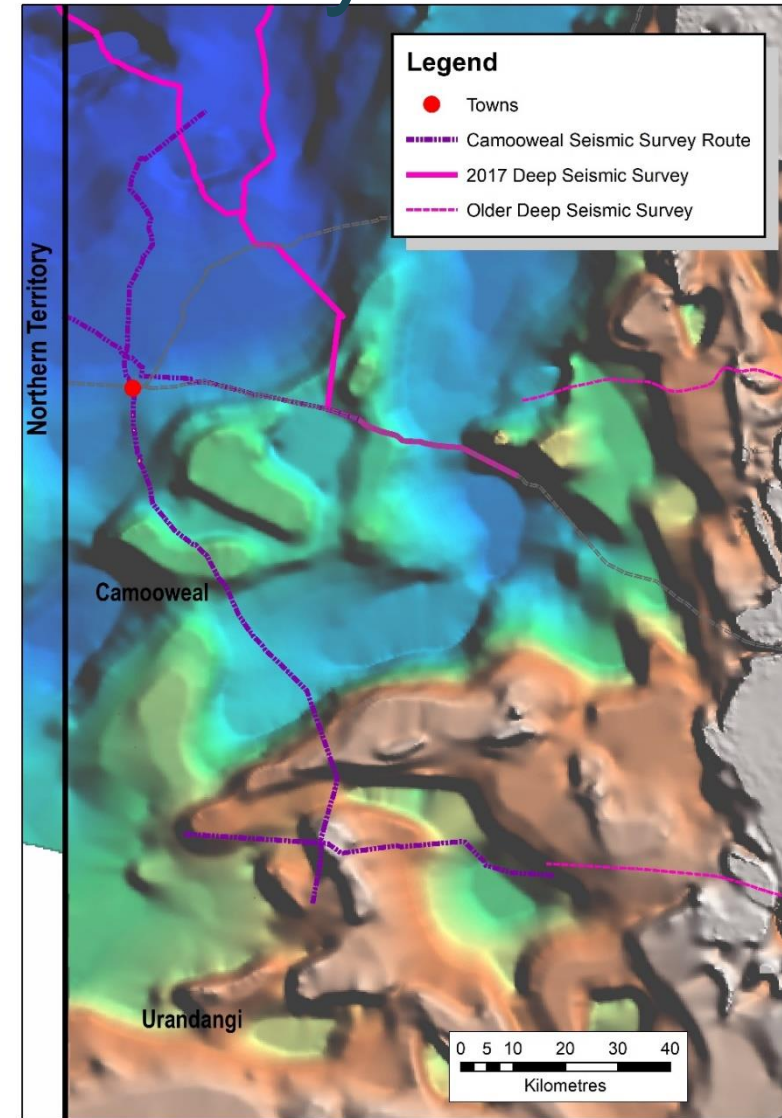 Legend
Towns
Camooweal Seismic Survey Route
2017 Deep Seismic Survey
Older Deep Seismic Survey
Northern Territory
Camooweal
Urandangi
0 5 10 20 30 40
Kilometres